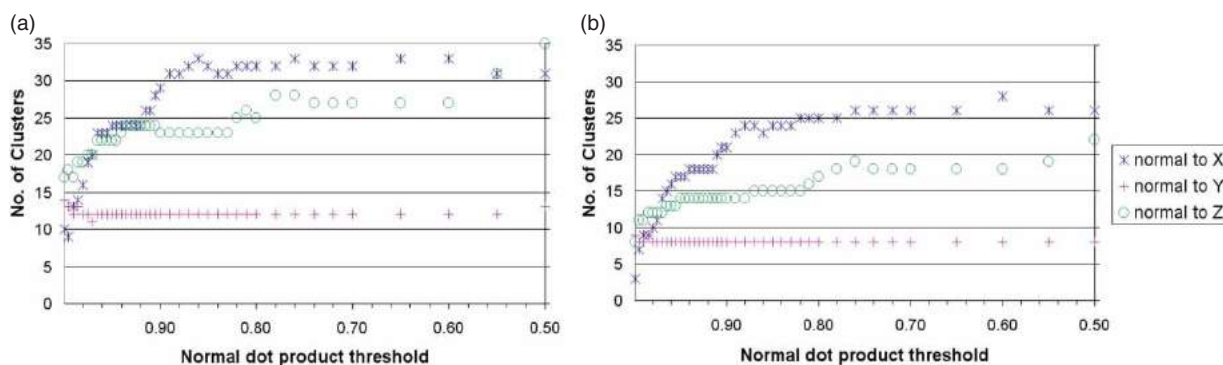 (a)
35
30
25
20
15
10
5
0
No. of Clusters
0.90 0.80 0.70 0.60 0.50
Normal dot product threshold
(b)
35
30
25
20
15
10
5
0
No. of Clusters
0.90 0.80 0.70 0.60 0.50
Normal dot product threshold
normal to X
normal to Y
normal to Z